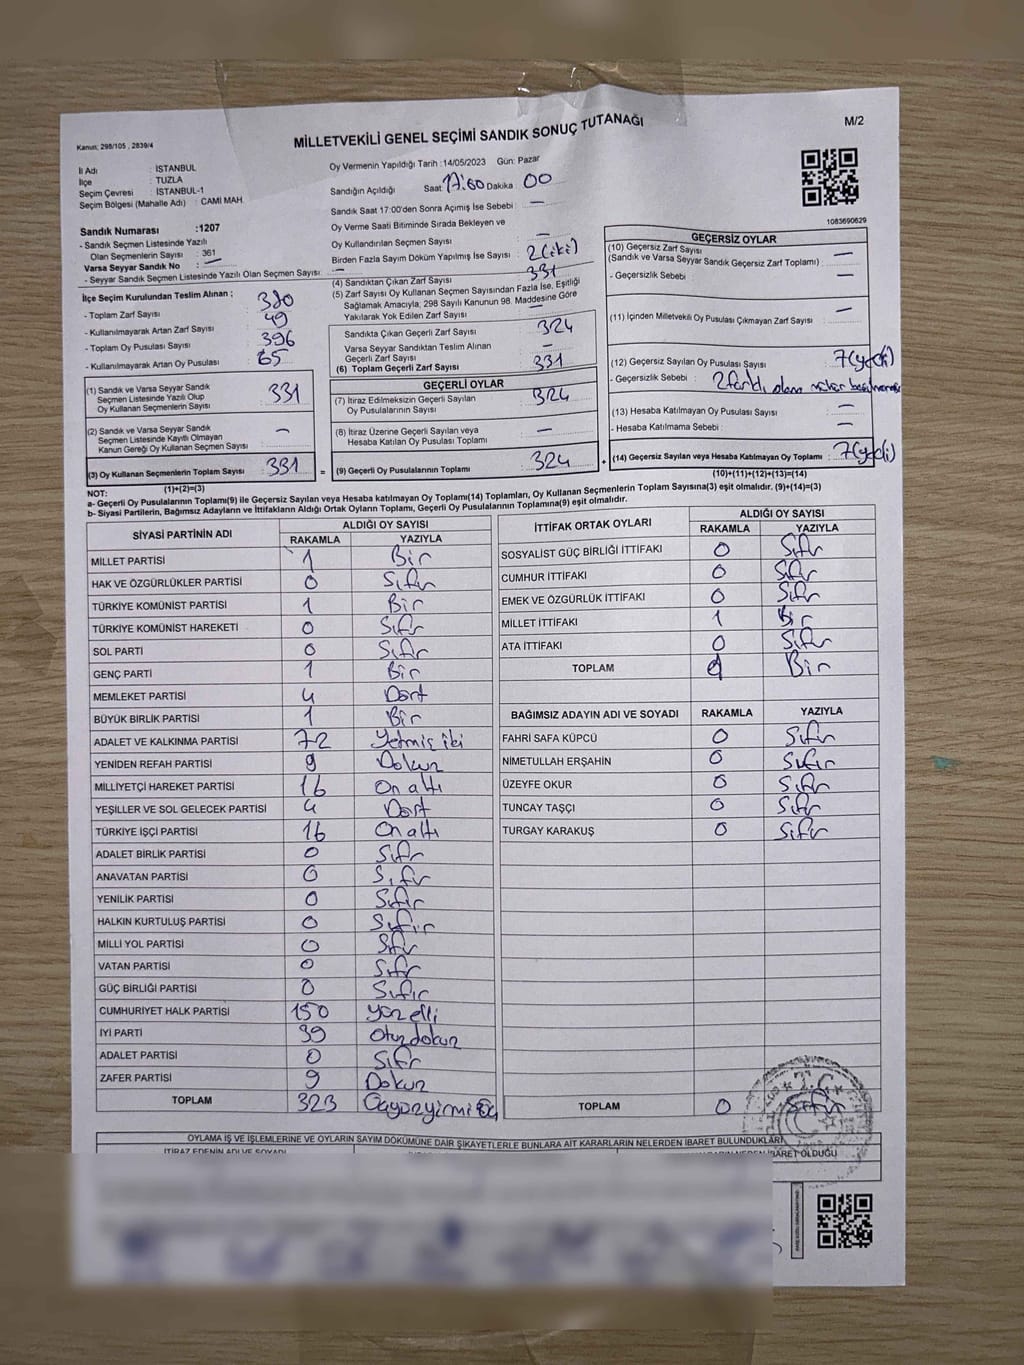 MİLLETVEKİLİ GENEL SEÇİMİ SANDIK SONUÇ TUTANAĞI
M/2
Kanun; 298/105 , 2839/4
İl Adı : İSTANBUL
İlçe : TUZLA
Seçim Çevresi : İSTANBUL-1
Seçim Bölgesi (Mahalle Adı) : CAMİ MAH.
Sandık Numarası :1207
- Sandık Seçmen Listesinde Yazılı
Olan Seçmenlerin Sayısı : 361
Varsa Seyyar Sandık No —
- Seyyar Sandık Seçmen Listesinde Yazılı Olan Seçmen Sayısı: —
Oy Vermenin Yapıldığı Tarih :14/05/2023 Gün: Pazar
Sandığın Açıldığı Saat 17:00 Dakika : 00
Sandık Saat 17:00'den Sonra Açımış İse Sebebi : —
Oy Verme Saati Bitiminde Sırada Bekleyen ve
Oy Kullandırılan Seçmen Sayısı —
Birden Fazla Sayım Döküm Yapılmış İse Sayısı : 2 (iki)
1083690629
İlçe Seçim Kurulundan Teslim Alınan ;
- Toplam Zarf Sayısı : 380
- Kullanılmayarak Artan Zarf Sayısı : 49
- Toplam Oy Pusulası Sayısı : 396
- Kullanılmayarak Artan Oy Pusulası : 65
(1) Sandık ve Varsa Seyyar Sandık
Seçmen Listesinde Yazılı Olup
Oy Kullanan Seçmenlerin Sayısı : 331
(2) Sandık ve Varsa Seyyar Sandık
Seçmen Listesinde Kayıtlı Olmayan
Kanun Gereği Oy Kullanan Seçmen Sayısı —
(3) Oy Kullanan Seçmenlerin Toplam Sayısı : 331
(1)+(2)=(3)
(4) Sandıktan Çıkan Zarf Sayısı : 331
(5) Zarf Sayısı Oy Kullanan Seçmen Sayısından Fazla İse, Eşitliği
Sağlamak Amacıyla, 298 Sayılı Kanunun 98. Maddesine Göre
Yakılarak Yok Edilen Zarf Sayısı —
Sandıkta Çıkan Geçerli Zarf Sayısı : 324
Varsa Seyyar Sandıktan Teslim Alınan
Geçerli Zarf Sayısı —
(6) Toplam Geçerli Zarf Sayısı : 331
GEÇERLİ OYLAR
(7) İtiraz Edilmeksizin Geçerli Sayılan
Oy Pusulalarının Sayısı : 324
(8) İtiraz Üzerine Geçerli Sayılan veya
Hesaba Katılan Oy Pusulası Toplamı : —
= (9) Geçerli Oy Pusulalarının Toplamı : 324
GEÇERSİZ OYLAR
(10) Geçersiz Zarf Sayısı
(Sandık ve Varsa Seyyar Sandık Geçersiz Zarf Toplamı) : —
- Geçersizlik Sebebi : —
(11) İçinden Milletvekili Oy Pusulası Çıkmayan Zarf Sayısı : —
(12) Geçersiz Sayılan Oy Pusulası Sayısı : 7 (yedi)
- Geçersizlik Sebebi : 2 farklı alana mühür
(13) Hesaba Katılmayan Oy Pusulası Sayısı : —
- Hesaba Katılmama Sebebi : —
+ (14) Geçersiz Sayılan veya Hesaba Katılmayan Oy Toplamı : 7 (yedi)
(10)+(11)+(12)+(13)=(14)
NOT:
a- Geçerli Oy Pusulalarının Toplamı(9) ile Geçersiz Sayılan veya Hesaba katılmayan Oy Toplamı(14) Toplamları, Oy Kullanan Seçmenlerin Toplam Sayısına(3) eşit olmalıdır. (9)+(14)=(3)
b- Siyasi Partilerin, Bağımsız Adayların ve İttifakların Aldığı Ortak Oyların Toplamı, Geçerli Oy Pusulalarının Toplamına(9) eşit olmalıdır.
SİYASİ PARTİNİN ADI ALDIĞI OY SAYISI
RAKAMLA YAZIYLA
MİLLET PARTİSİ 1 Bir
HAK VE ÖZGÜRLÜKLER PARTİSİ 0 Sıfır
TÜRKİYE KOMÜNİST PARTİSİ 1 Bir
TÜRKİYE KOMÜNİST HAREKETİ 0 Sıfır
SOL PARTİ 0 Sıfır
GENÇ PARTİ 1 Bir
MEMLEKET PARTİSİ 4 Dört
BÜYÜK BİRLİK PARTİSİ 1 Bir
ADALET VE KALKINMA PARTİSİ 72 Yetmiş iki
YENİDEN REFAH PARTİSİ 9 Dokuz
MİLLİYETÇİ HAREKET PARTİSİ 16 On altı
YEŞİLLER VE SOL GELECEK PARTİSİ 4 Dört
TÜRKİYE İŞÇİ PARTİSİ 16 On altı
ADALET BİRLİK PARTİSİ 0 Sıfır
ANAVATAN PARTİSİ 0 Sıfır
YENİLİK PARTİSİ 0 Sıfır
HALKIN KURTULUŞ PARTİSİ 0 Sıfır
MİLLİ YOL PARTİSİ 0 Sıfır
VATAN PARTİSİ 0 Sıfır
GÜÇ BİRLİĞİ PARTİSİ 0 Sıfır
CUMHURİYET HALK PARTİSİ 150 Yüz elli
İYİ PARTİ 39 Otuz dokuz
ADALET PARTİSİ 0 Sıfır
ZAFER PARTİSİ 9 Dokuz
TOPLAM 323 Üçyüzyirmi üç
İTTİFAK ORTAK OYLARI ALDIĞI OY SAYISI
RAKAMLA YAZIYLA
SOSYALİST GÜÇ BİRLİĞİ İTTİFAKI 0 Sıfır
CUMHUR İTTİFAKI 0 Sıfır
EMEK VE ÖZGÜRLÜK İTTİFAKI 0 Sıfır
MİLLET İTTİFAKI 1 Bir
ATA İTTİFAKI 0 Sıfır
TOPLAM 1 Bir
BAĞIMSIZ ADAYIN ADI VE SOYADI RAKAMLA YAZIYLA
FAHRİ SAFA KÜPCÜ 0 Sıfır
NİMETULLAH ERŞAHİN 0 Sıfır
ÜZEYFE OKUR 0 Sıfır
TUNCAY TAŞÇI 0 Sıfır
TURGAY KARAKUŞ 0 Sıfır
TOPLAM 0 Sıfır
OYLAMA İŞ VE İŞLEMLERİNE VE OYLARIN SAYIM DÖKÜMÜNE DAİR ŞİKAYETLERLE BUNLARA AİT KARARLARIN NELERDEN İBARET BULUNDUKLARI
İTİRAZ EDENİN ADI VE SOYADI
İBARET OLDUĞU